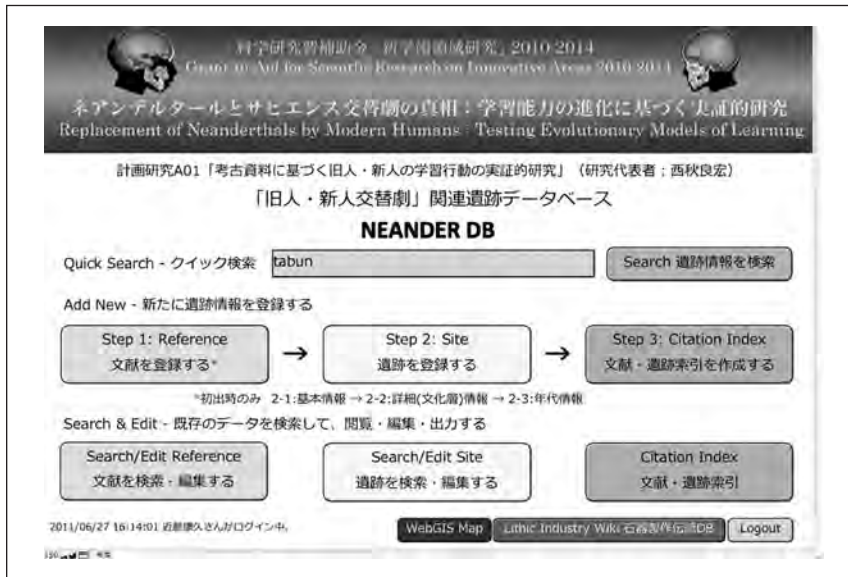 科学研究費補助金「新学術領域研究」2010-2014
Grant-in-Aid for Scientific Research on Innovative Areas 2010-2014
ネアンデルタールとサピエンス交替劇の真相：学習能力の進化に基づく実証的研究
Replacement of Neanderthals by Modern Humans : Testing Evolutionary Models of Learning
計画研究A01「考古資料に基づく旧人・新人の学習行動の実証的研究」（研究代表者：西秋良宏）
「旧人・新人交替劇」関連遺跡データベース
NEANDER DB
Quick Search - クイック検索 tabun Search 遺跡情報を検索
Add New - 新たに遺跡情報を登録する
Step 1: Reference → Step 2: Site → Step 3: Citation Index
文献を登録する* 遺跡を登録する 文献・遺跡索引を作成する
*初出時のみ 2-1:基本情報 → 2-2:詳細(文化層)情報 → 2-3:年代情報
Search & Edit - 既存のデータを検索して、閲覧・編集・出力する
Search/Edit Reference Search/Edit Site Citation Index
文献を検索・編集する 遺跡を検索・編集する 文献・遺跡索引
2011/06/27 16:14:01 近藤康久さんがログイン中。 WebGIS Map Lithic Industry Wiki 石器製作伝統DB Logout